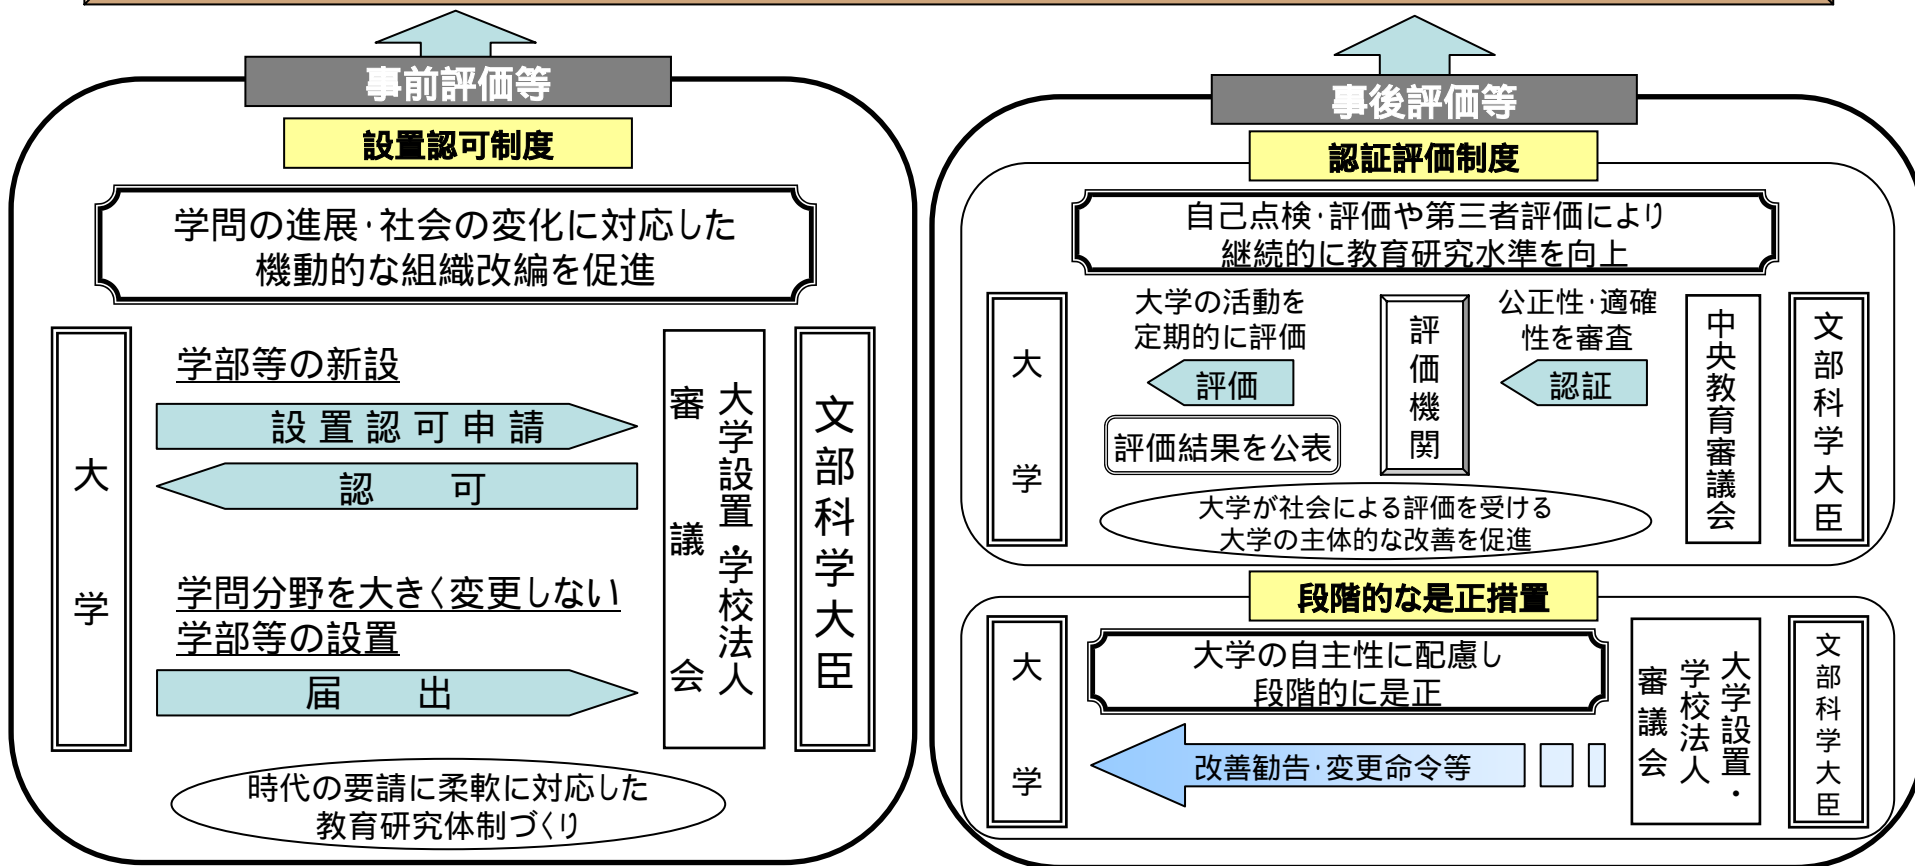 事前評価等
設置認可制度
学問の進展・社会の変化に対応した
機動的な組織改編を促進
大学
学部等の新設
設置認可申請
認可
学問分野を大きく変更しない
学部等の設置
届出
大学設置・学校法人
審議会
文部科学大臣
時代の要請に柔軟に対応した
教育研究体制づくり
事後評価等
認証評価制度
自己点検・評価や第三者評価により
継続的に教育研究水準を向上
大学
大学の活動を
定期的に評価
評価
評価結果を公表
評価機関
公正性・適確
性を審査
認証
中央教育審議会
文部科学大臣
大学が社会による評価を受ける
大学の主体的な改善を促進
段階的な是正措置
大学
大学の自主性に配慮し
段階的に是正
改善勧告・変更命令等
大学設置・
学校法人
審議会
文部科学大臣